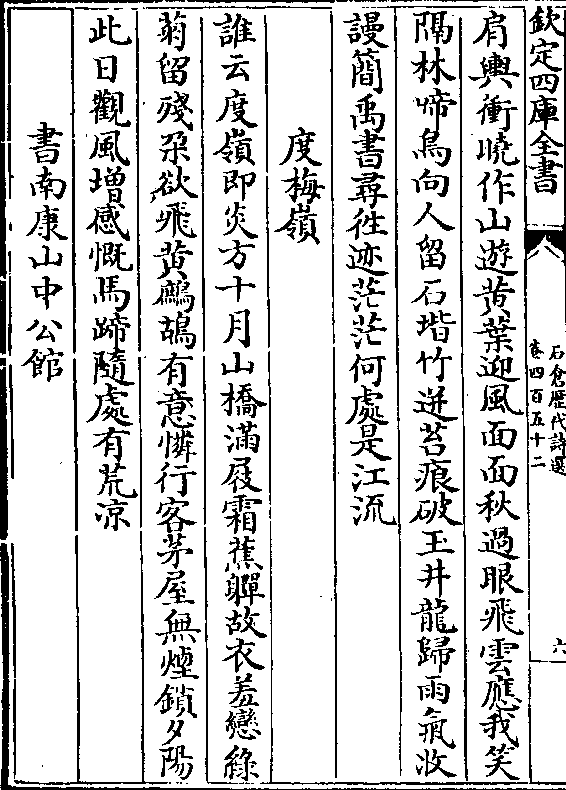 欽定四庫全書
石倉歷代詩選
卷四百五十二
六
肩輿衝曉作山遊黄葉迎風面面秋過眼飛雲應我笑
隔林啼鳥向人留石堦竹迸苔痕破玉井龍歸雨氣收
謾簡禹書尋徃迹茫茫何處是江流
度梅嶺
誰云度嶺即炎方十月山橋滿屐霜蕉嚲故衣羞戀綠
菊留殘朶欲飛黄鷓鴣有意憐行客茅屋無煙鎖夕陽
此日觀風增感慨馬蹄隨處有荒凉
書南康山中公館